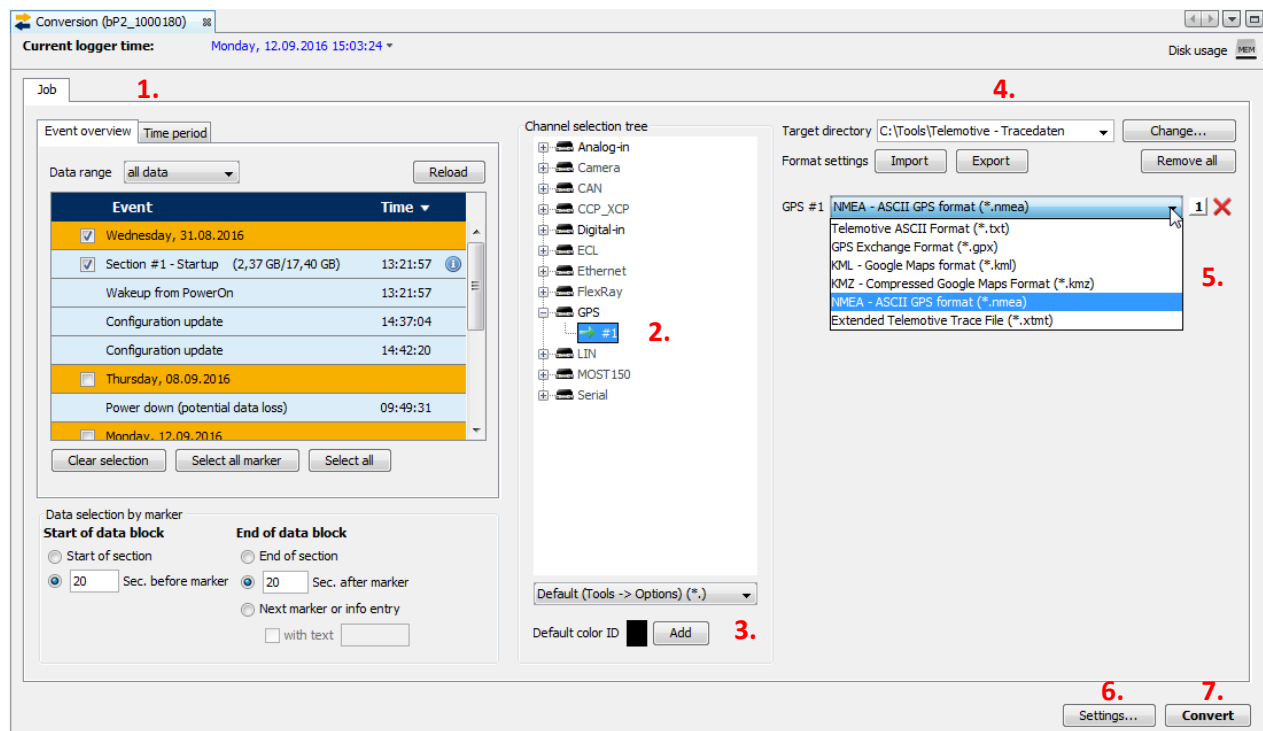 Conversion (bP2_1000180)
Current logger time: Monday, 12.09.2016 15:03:24
Disk usage MEM
Job
1.
4.
Event overview Time period
Data range all data Reload
Event Time
Wednesday, 31.08.2016
Section #1 - Startup (2,37 GB/17,40 GB) 13:21:57
Wakeup from PowerOn 13:21:57
Configuration update 14:37:04
Configuration update 14:42:20
Thursday, 08.09.2016
Power down (potential data loss) 09:49:31
Monday, 12.09.2016
Clear selection Select all marker Select all
Data selection by marker
Start of data block End of data block
Start of section End of section
20 Sec. before marker 20 Sec. after marker
Next marker or info entry
with text
Channel selection tree
Analog-in
Camera
CAN
CCP_XCP
Digital-in
ECL
Ethernet
FlexRay
GPS
#1
2.
LIN
MOST150
Serial
Default (Tools -> Options) (*.)
Default color ID Add
3.
Target directory C:\Tools\Telemotive - Tracedaten Change...
Format settings Import Export Remove all
GPS #1 NMEA - ASCII GPS format (*.nmea) 1
Telemotive ASCII Format (*.txt)
GPS Exchange Format (*.gpx)
KML - Google Maps format (*.kml)
KMZ - Compressed Google Maps Format (*.kmz)
NMEA - ASCII GPS format (*.nmea)
Extended Telemotive Trace File (*.xtmt)
5.
6.
7.
Settings... Convert